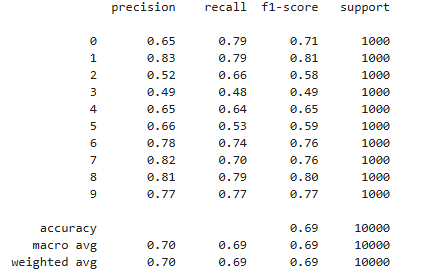 precision recall f1-score support
0 0.65 0.79 0.71 1000
1 0.83 0.79 0.81 1000
2 0.52 0.66 0.58 1000
3 0.49 0.48 0.49 1000
4 0.65 0.64 0.65 1000
5 0.66 0.53 0.59 1000
6 0.78 0.74 0.76 1000
7 0.82 0.70 0.76 1000
8 0.81 0.79 0.80 1000
9 0.77 0.77 0.77 1000
accuracy 0.69 10000
macro avg 0.70 0.69 0.69 10000
weighted avg 0.70 0.69 0.69 10000